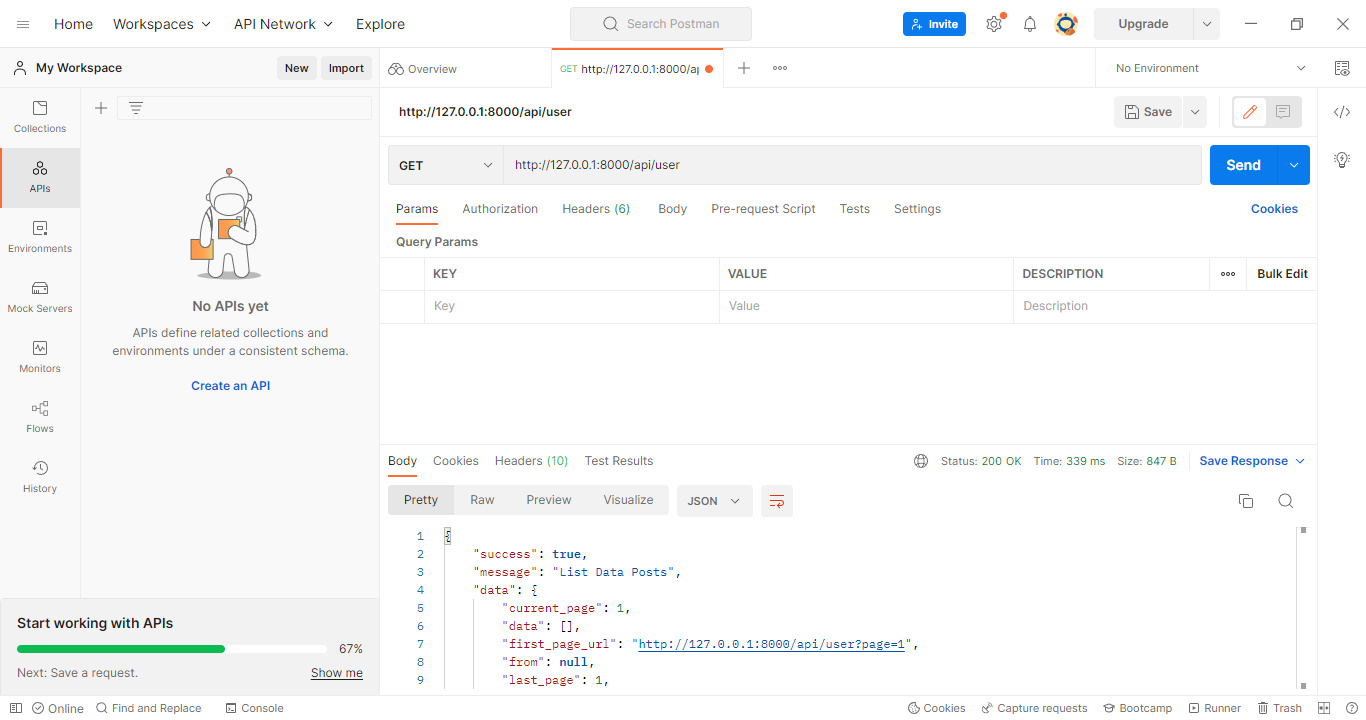 Home Workspaces API Network Explore Search Postman Invite Upgrade
My Workspace New Import Overview GET http://127.0.0.1:8000/ap No Environment
http://127.0.0.1:8000/api/user Save
Collections
APIs
Environments
Mock Servers
Monitors
Flows
History
No APIs yet
APIs define related collections and
environments under a consistent schema.
Create an API
Start working with APIs
67%
Next: Save a request. Show me
GET http://127.0.0.1:8000/api/user Send
Params Authorization Headers (6) Body Pre-request Script Tests Settings Cookies
Query Params
KEY VALUE DESCRIPTION Bulk Edit
Key Value Description
Body Cookies Headers (10) Test Results Status: 200 OK Time: 339 ms Size: 847 B Save Response
Pretty Raw Preview Visualize JSON
1 {
2 "success": true,
3 "message": "List Data Posts",
4 "data": {
5 "current_page": 1,
6 "data": [],
7 "first_page_url": "http://127.0.0.1:8000/api/user?page=1",
8 "from": null,
9 "last_page": 1,
Online Find and Replace Console Cookies Capture requests Bootcamp Runner Trash